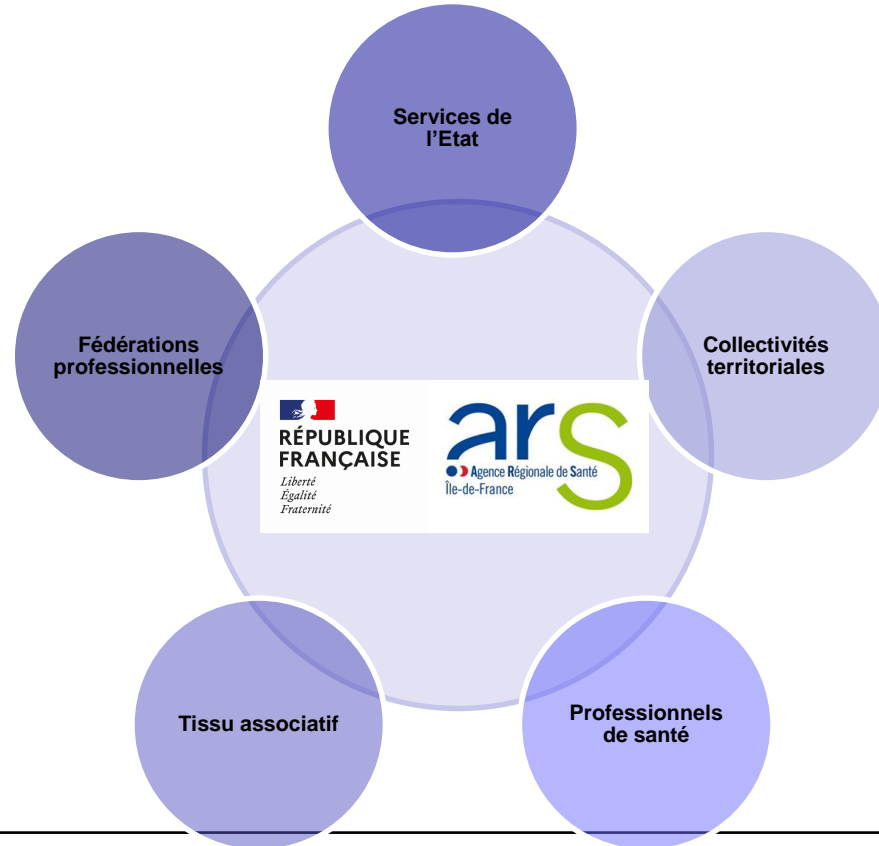 Services de
l'Etat
Fédérations
professionnelles
Collectivités
territoriales
RÉPUBLIQUE
FRANÇAISE
Liberté
Égalité
Fraternité
ars
Agence Régionale de Santé
Île-de-France
Tissu associatif
Professionnels
de santé